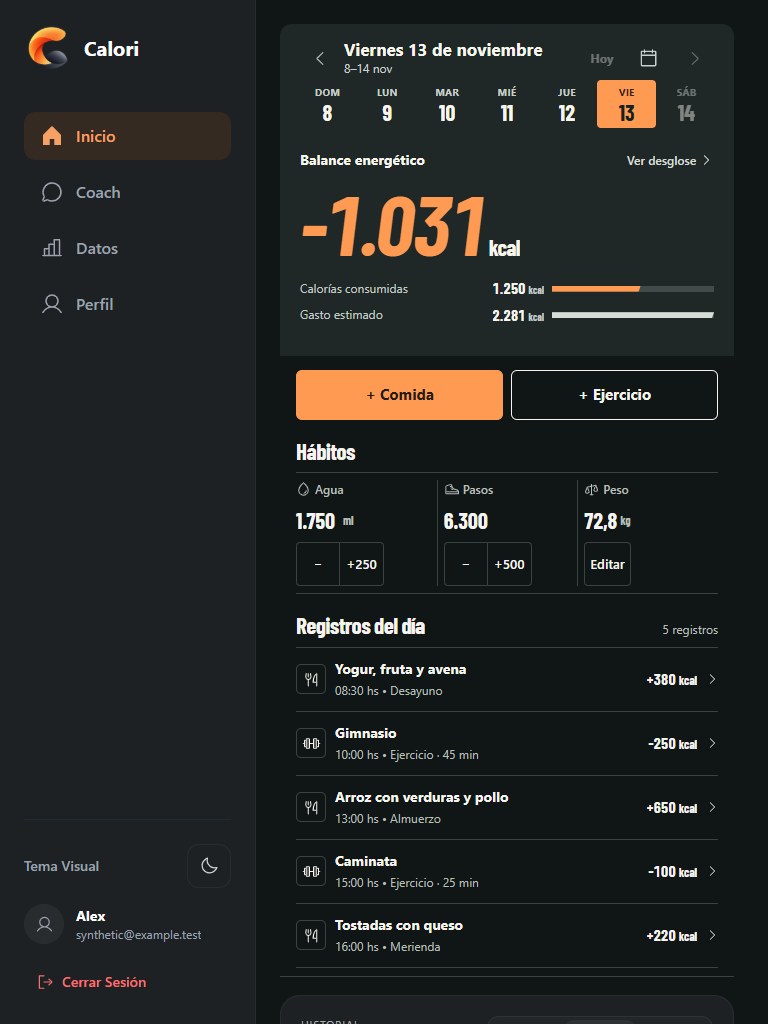 Calori
Inicio
Coach
Datos
Perfil
Tema Visual
Alex
synthetic@example.test
Cerrar Sesión
Viernes 13 de noviembre
8–14 nov
Hoy
DOM LUN MAR MIÉ JUE VIE SÁB
8 9 10 11 12 13 14
Balance energético
Ver desglose
-1.031 kcal
Calorías consumidas 1.250 kcal
Gasto estimado 2.281 kcal
+ Comida
+ Ejercicio
Hábitos
Agua
1.750 ml
− +250
Pasos
6.300
− +500
Peso
72,8 kg
Editar
Registros del día
5 registros
Yogur, fruta y avena
08:30 hs • Desayuno
+380 kcal
Gimnasio
10:00 hs • Ejercicio · 45 min
-250 kcal
Arroz con verduras y pollo
13:00 hs • Almuerzo
+650 kcal
Caminata
15:00 hs • Ejercicio · 25 min
-100 kcal
Tostadas con queso
16:00 hs • Merienda
+220 kcal
HISTORIAL